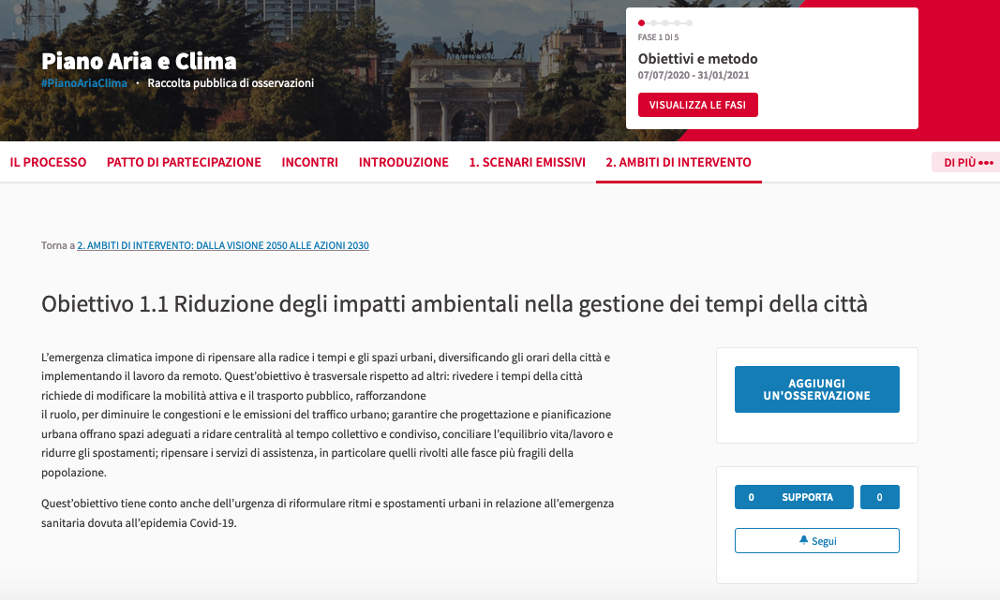 Piano Aria e Clima
#PianoAriaClima · Raccolta pubblica di osservazioni
FASE 1 DI 5
Obiettivi e metodo
07/07/2020 - 31/01/2021
VISUALIZZA LE FASI
IL PROCESSO PATTO DI PARTECIPAZIONE INCONTRI INTRODUZIONE 1. SCENARI EMISSIVI 2. AMBITI DI INTERVENTO DI PIÙ •••
Torna a 2. AMBITI DI INTERVENTO: DALLA VISIONE 2050 ALLE AZIONI 2030
Obiettivo 1.1 Riduzione degli impatti ambientali nella gestione dei tempi della città
L'emergenza climatica impone di ripensare alla radice i tempi e gli spazi urbani, diversificando gli orari della città e
implementando il lavoro da remoto. Quest'obiettivo è trasversale rispetto ad altri: rivedere i tempi della città
richiede di modificare la mobilità attiva e il trasporto pubblico, rafforzandone
il ruolo, per diminuire le congestioni e le emissioni del traffico urbano; garantire che progettazione e pianificazione
urbana offrano spazi adeguati a ridare centralità al tempo collettivo e condiviso, conciliare l'equilibrio vita/lavoro e
ridurre gli spostamenti; ripensare i servizi di assistenza, in particolare quelli rivolti alle fasce più fragili della
popolazione.
Quest'obiettivo tiene conto anche dell'urgenza di riformulare ritmi e spostamenti urbani in relazione all'emergenza
sanitaria dovuta all'epidemia Covid-19.
AGGIUNGI
UN'OSSERVAZIONE
0 SUPPORTA 0
Segui